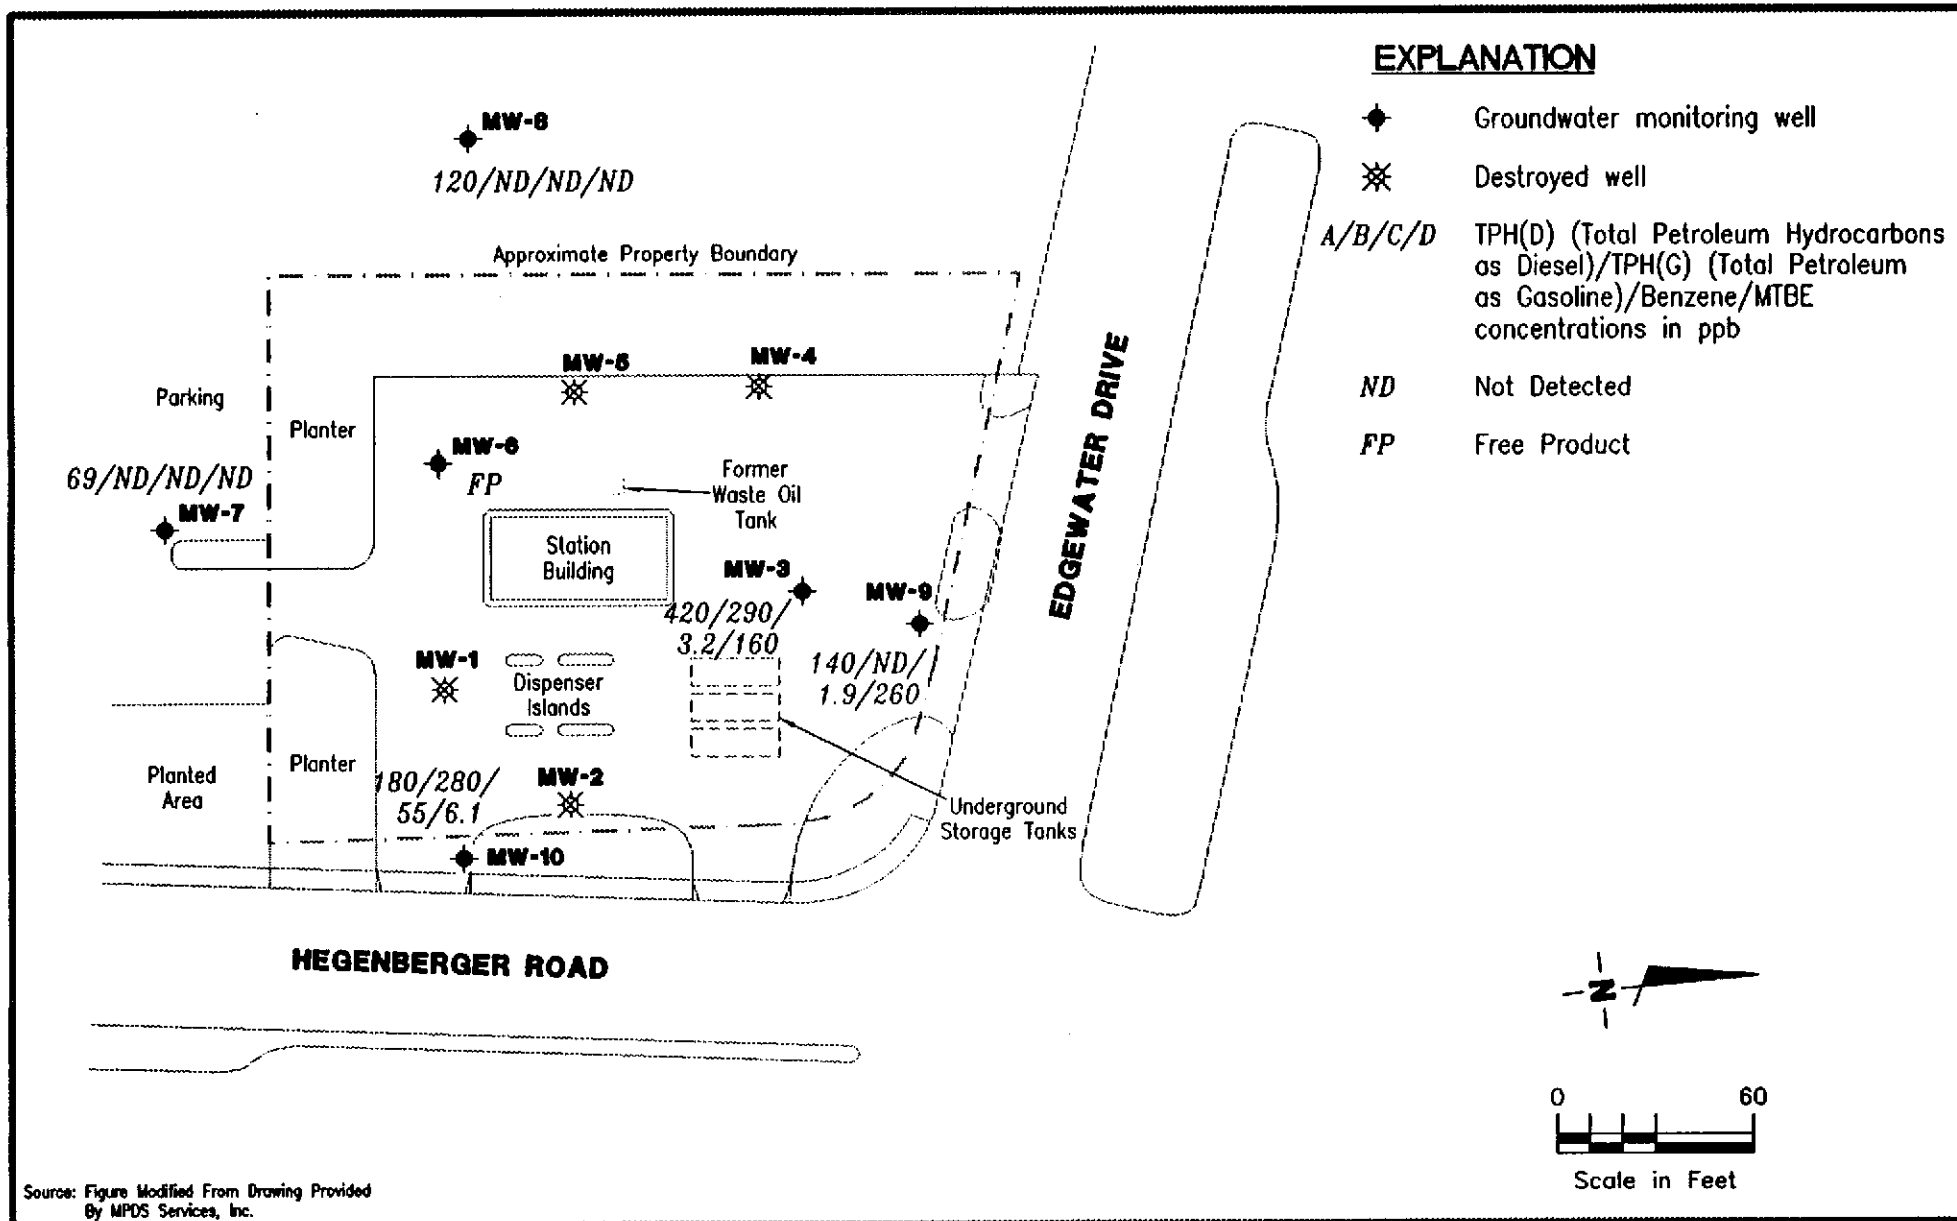 EXPLANATION
Groundwater monitoring well
Destroyed well
A/B/C/D TPH(D) (Total Petroleum Hydrocarbons
as Diesel)/TPH(G) (Total Petroleum
as Gasoline)/Benzene/MTBE
concentrations in ppb
ND Not Detected
FP Free Product
MW-8
120/ND/ND/ND
Approximate Property Boundary
MW-5
MW-4
Parking
Planter
MW-6
FP
Former
Waste Oil
Tank
69/ND/ND/ND
MW-7
Station
Building
MW-3
420/290/
3.2/160
MW-9
140/ND/
1.9/260
EDGEWATER DRIVE
MW-1
Dispenser
Islands
Planted
Area
Planter
180/280/
55/6.1
MW-2
Underground
Storage Tanks
MW-10
HEGENBERGER ROAD
N
0 60
Scale in Feet
Source: Figure Modified From Drawing Provided
By MPDS Services, Inc.